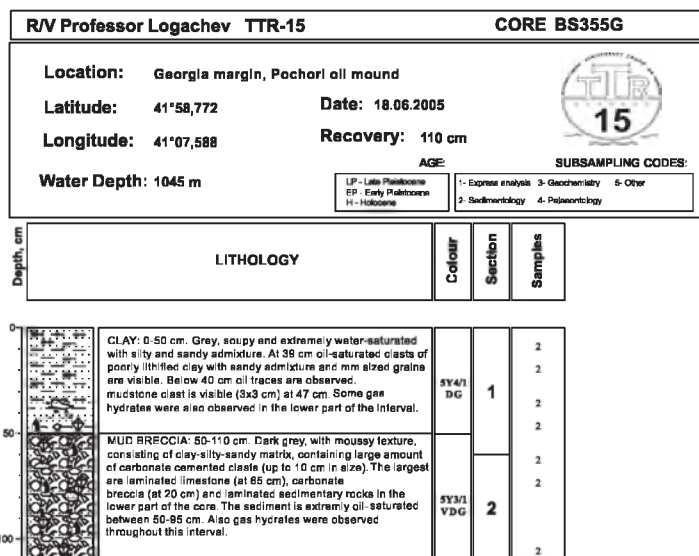 R/V Professor Logachev TTR-15 CORE BS355G
Location: Georgia margin, Pechori oil mound
Latitude: 41°58,772
Date: 18.06.2005
Longitude: 41°07,588
Recovery: 110 cm
Water Depth: 1045 m
TTR
15
AGE:
LP - Late Pleistocene
EP - Early Pleistocene
H - Holocene
SUBSAMPLING CODES:
1- Express analysis 3- Geochemistry 5- Other
2- Sedimentology 4- Palaeontology
Depth, cm
LITHOLOGY
Colour
Section
Samples
0
CLAY: 0-50 cm. Grey, soupy and extremely water-saturated
with silty and sandy admixture. At 39 cm oil-saturated clasts of
poorly lithified clay with sandy admixture and mm sized grains
are visible. Below 40 cm oil traces are observed.
mudstone clast is visible (3x3 cm) at 47 cm. Some gas
hydrates were also observed in the lower part of the interval.
5Y4/1
DG
1
2
2
2
2
50
MUD BRECCIA: 50-110 cm. Dark grey, with moussy texture,
consisting of clay-silty-sandy matrix, containing large amount
of carbonate cemented clasts (up to 10 cm in size). The largest
are laminated limestone (at 65 cm), carbonate
breccia (at 20 cm) and laminated sedimentary rocks in the
lower part of the core. The sediment is extremly oil-saturated
between 50-95 cm. Also gas hydrates were observed
throughout this interval.
5Y3/1
VDG
2
2
2
100
2